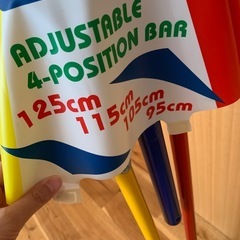 ADJUSTABLE
4-POSITION BAR
125cm
115cm
105cm
95cm